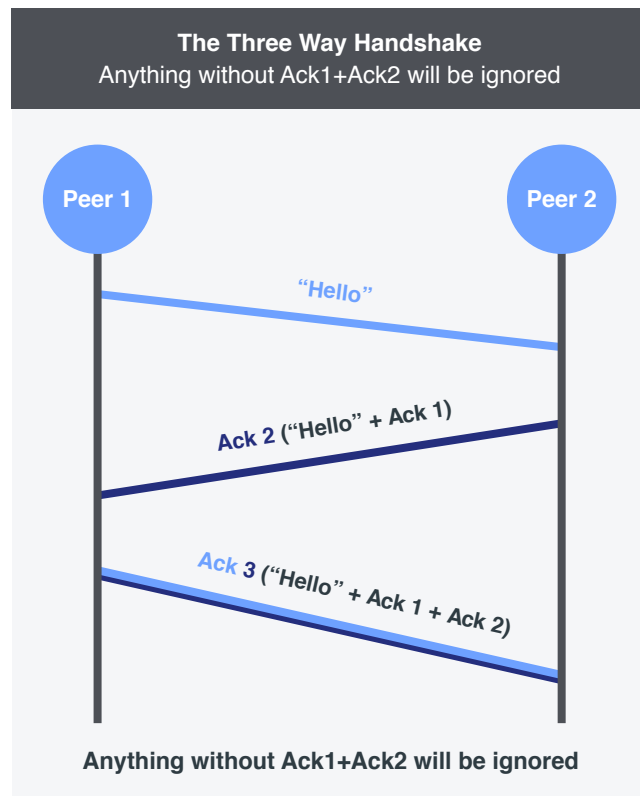 The Three Way Handshake
Anything without Ack1+Ack2 will be ignored
Peer 1
Peer 2
“Hello”
Ack 2 (“Hello” + Ack 1)
Ack 3 (“Hello” + Ack 1 + Ack 2)
Anything without Ack1+Ack2 will be ignored